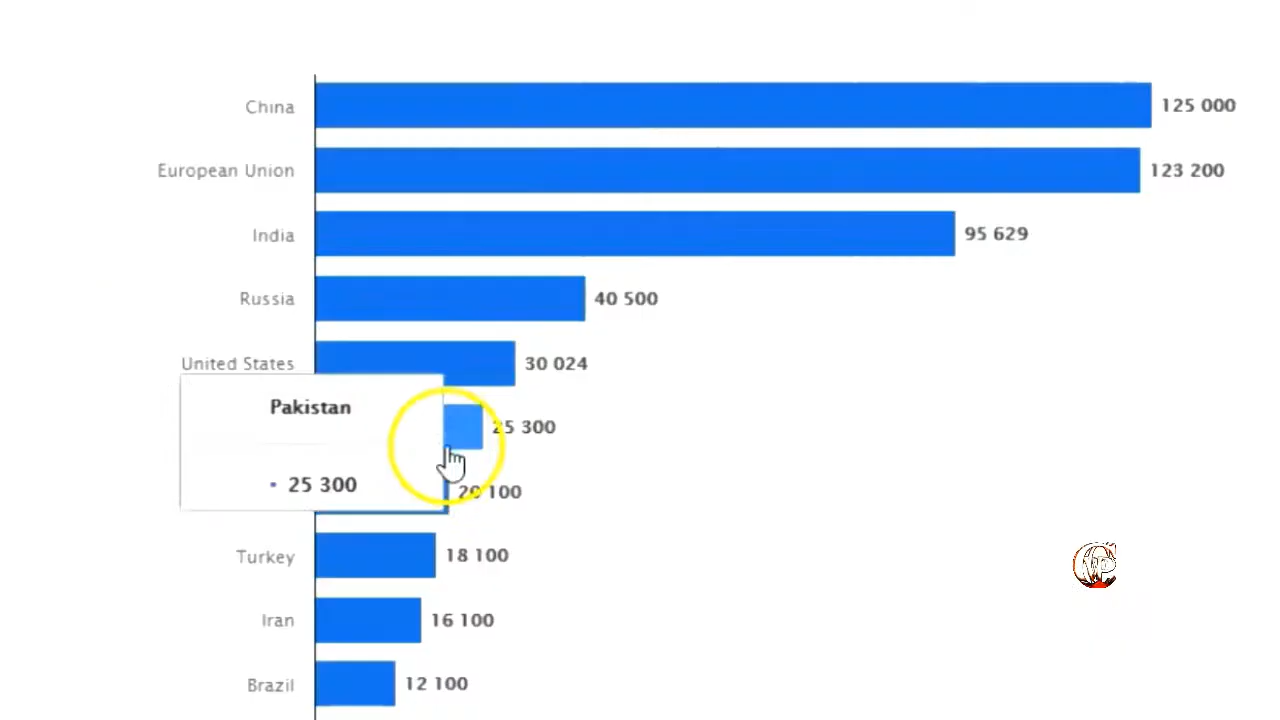 China 125 000
European Union 123 200
India 95 629
Russia 40 500
United States 30 024
Pakistan
25 300
25 300
20 100
Turkey 18 100
Iran 16 100
Brazil 12 100